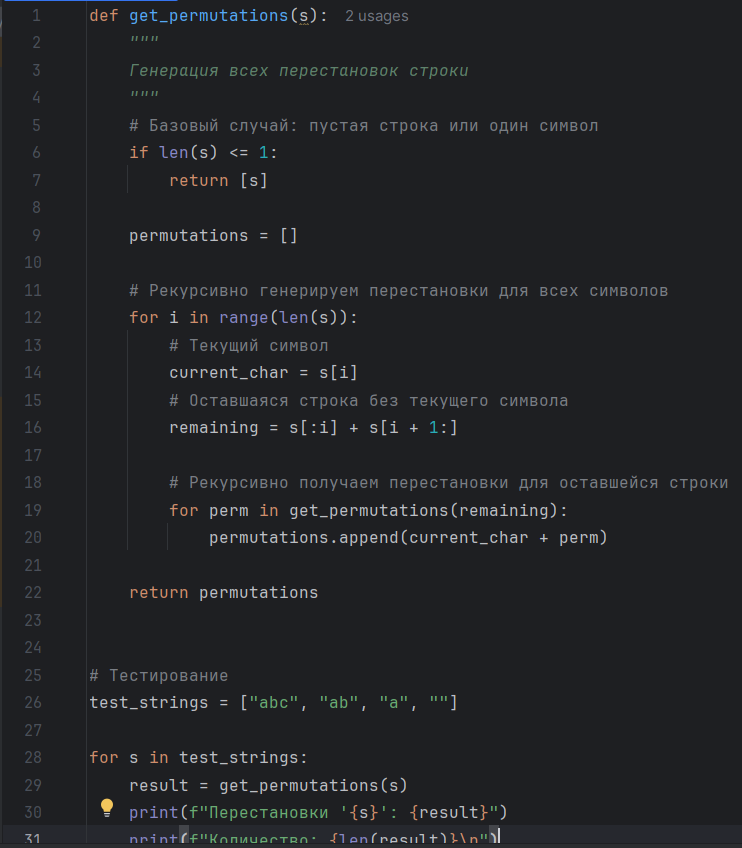 1 def get_permutations(s): 2 usages
2 """
3 Генерация всех перестановок строки
4 """
5 # Базовый случай: пустая строка или один символ
6 if len(s) <= 1:
7 return [s]
8
9 permutations = []
10
11 # Рекурсивно генерируем перестановки для всех символов
12 for i in range(len(s)):
13 # Текущий символ
14 current_char = s[i]
15 # Оставшаяся строка без текущего символа
16 remaining = s[:i] + s[i + 1:]
17
18 # Рекурсивно получаем перестановки для оставшейся строки
19 for perm in get_permutations(remaining):
20 permutations.append(current_char + perm)
21
22 return permutations
23
24
25 # Тестирование
26 test_strings = ["abc", "ab", "a", ""]
27
28 for s in test_strings:
29 result = get_permutations(s)
30 print(f"Перестановки '{s}': {result}")
31 print(f"Количество: {len(result)}\n")